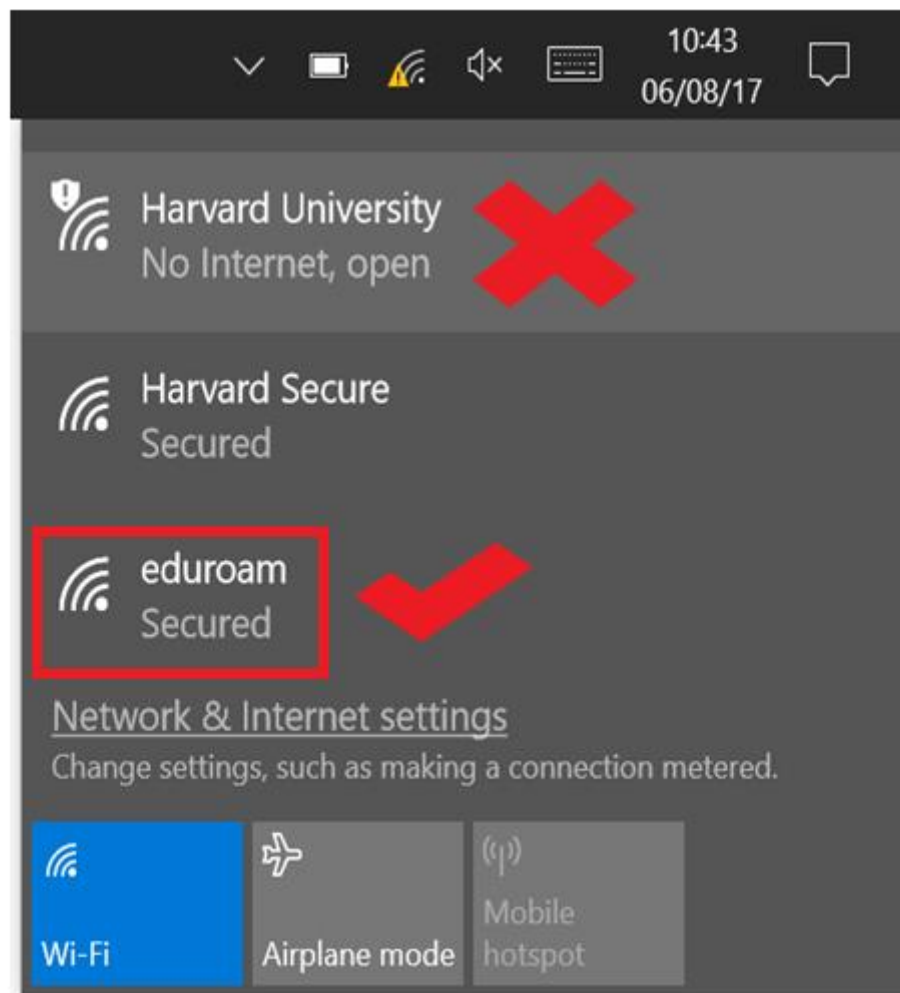 10:43
06/08/17
Harvard University
No Internet, open
Harvard Secure
Secured
eduroam
Secured
Network & Internet settings
Change settings, such as making a connection metered.
Wi-Fi
Airplane mode
Mobile
hotspot